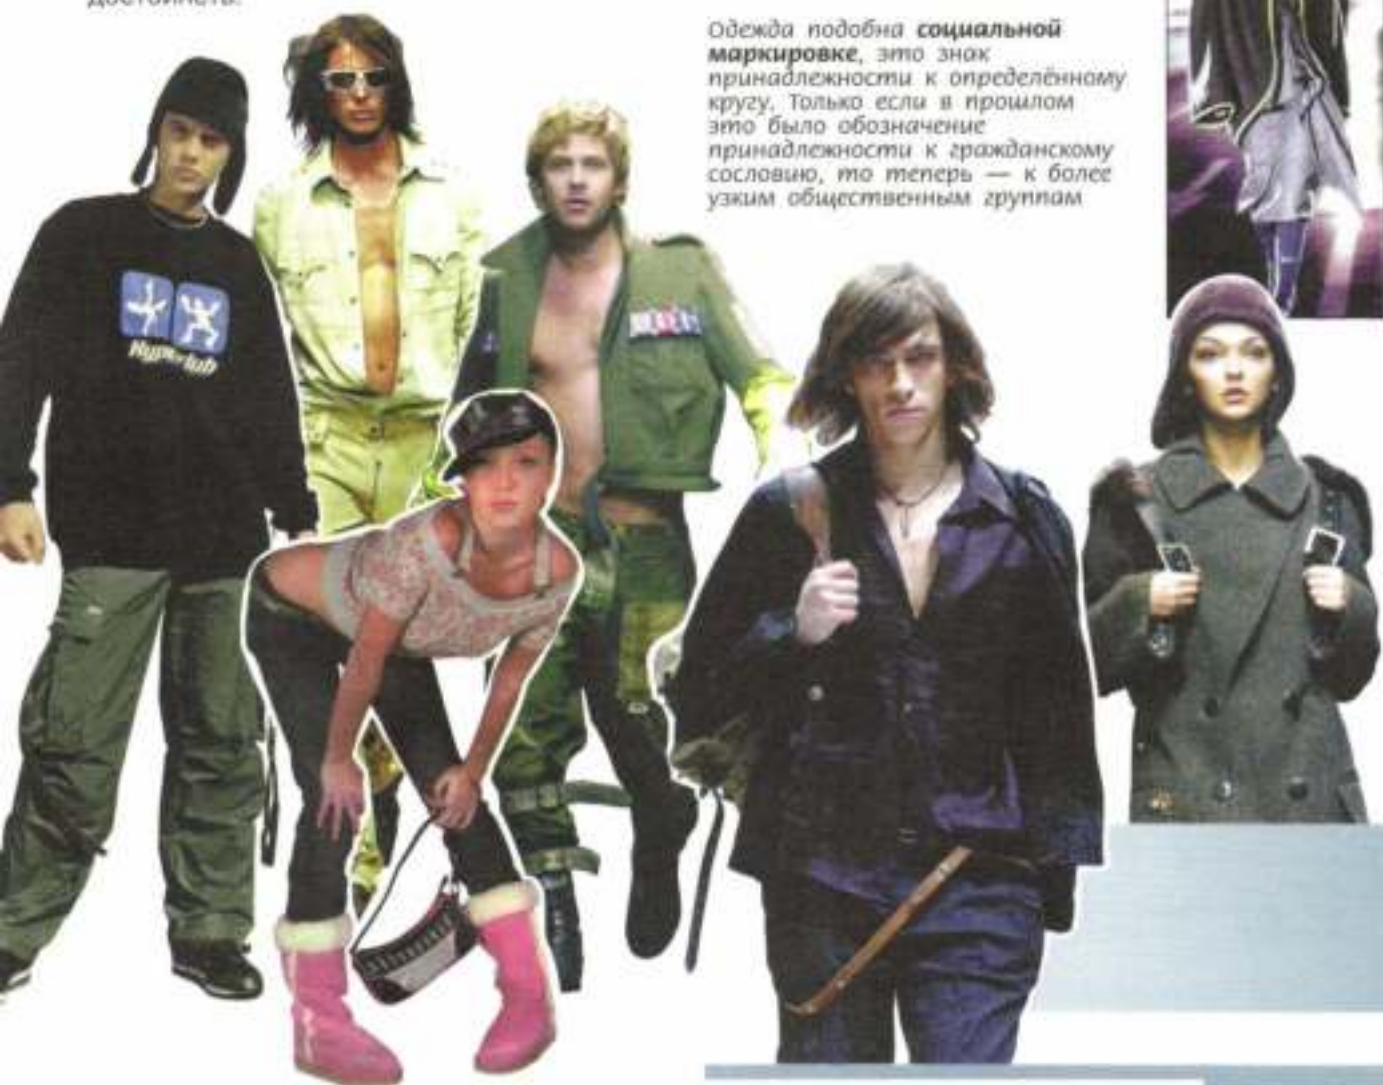 достоинств.
Одежда подобна социальной
маркировке, это знак
принадлежности к определённому
кругу. Только если в прошлом
это было обозначение
принадлежности к гражданскому
сословию, то теперь — к более
узким общественным группам